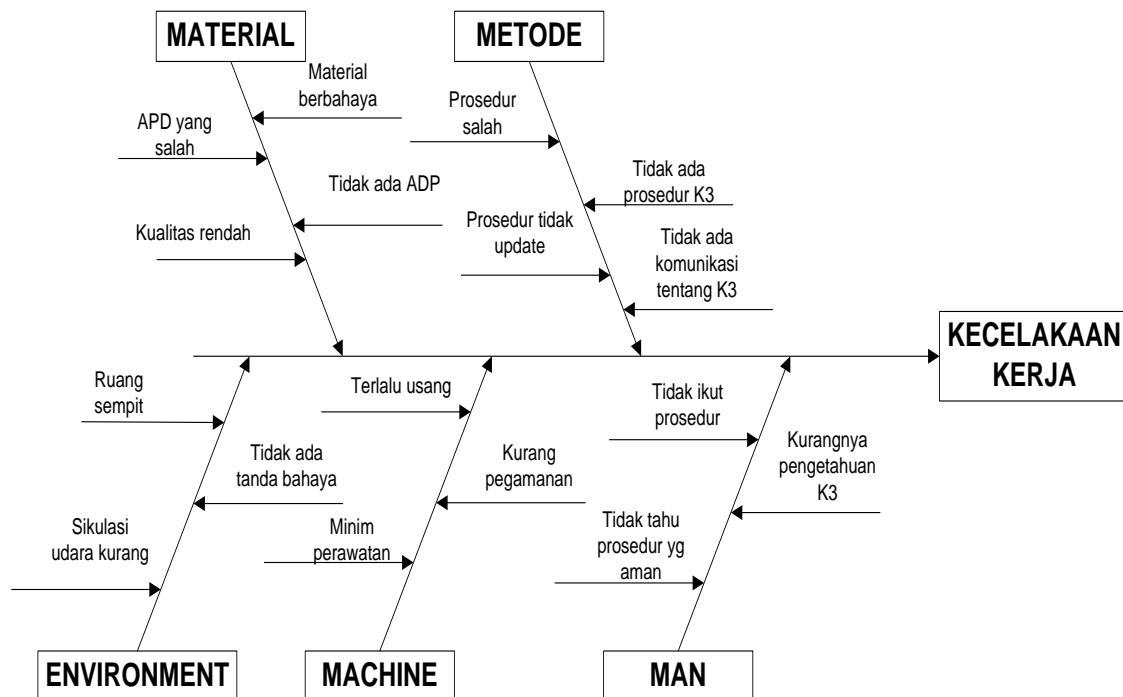 MATERIAL
METODE
Material
berbahaya
APD yang
salah
Tidak ada ADP
Kualitas rendah
Prosedur
salah
Tidak ada
prosedur K3
Prosedur tidak
update
Tidak ada
komunikasi
tentang K3
KECELAKAAN
KERJA
Ruang
sempit
Tidak ada
tanda bahaya
Sikulasi
udara kurang
Terlalu usang
Kurang
pegamanan
Minim
perawatan
Tidak ikut
prosedur
Kurangnya
pengetahuan
K3
Tidak tahu
prosedur yg
aman
ENVIRONMENT
MACHINE
MAN